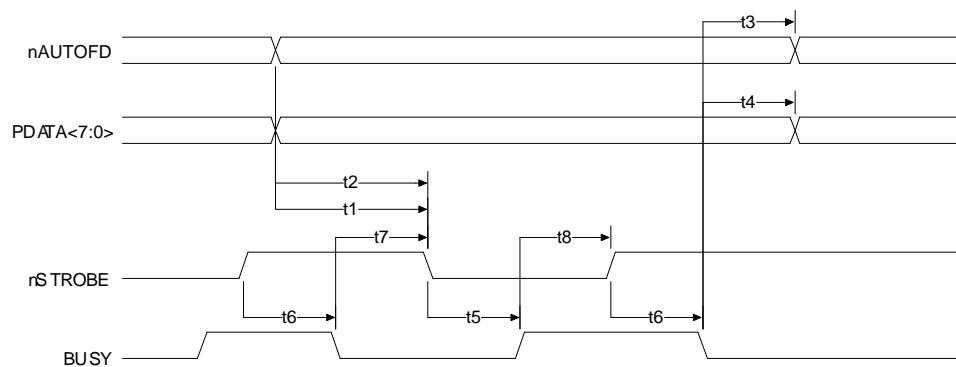 t3
nAUTOFD
t4
PDATA<7:0>
t2
t1
t7
t8
nSTROBE
t6
t5
t6
BUSY